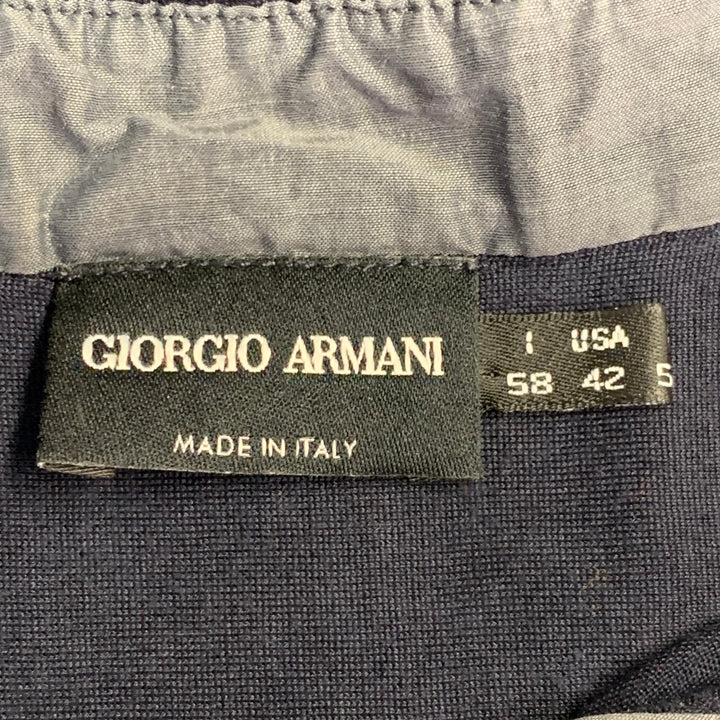 GIORGIO ARMANI
MADE IN ITALY
I USA
58 42 5